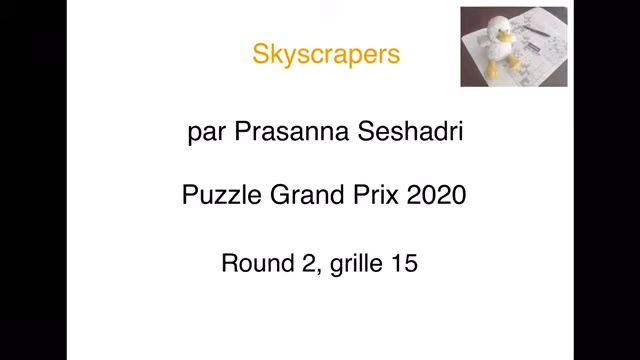 Skyscrapers
par Prasanna Seshadri
Puzzle Grand Prix 2020
Round 2, grille 15